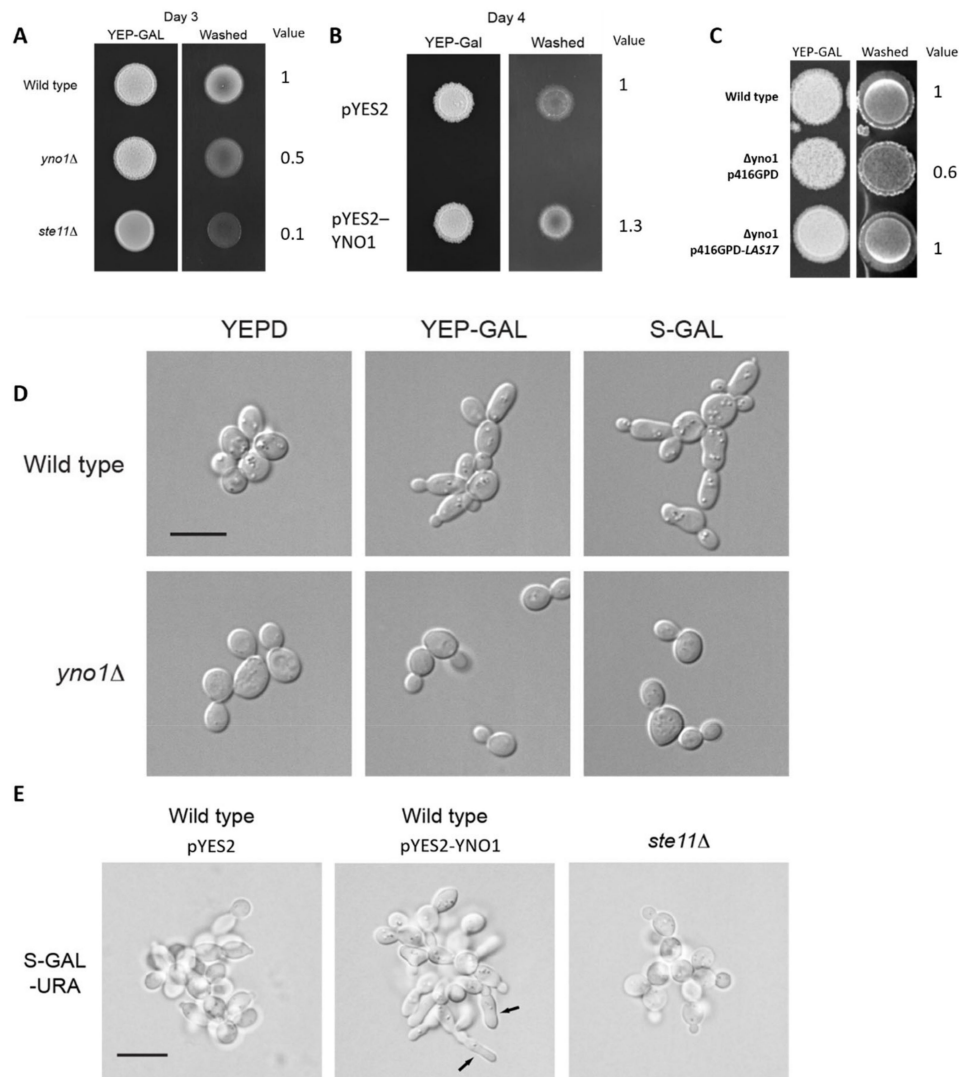 A
Day 3
YEP-GAL Washed Value
Wild type 1
yno1Δ 0.5
ste11Δ 0.1
B
Day 4
YEP-Gal Washed Value
pYES2 1
pYES2–
YNO1 1.3
C
YEP-GAL Washed Value
Wild type 1
Δyno1
p416GPD 0.6
Δyno1
p416GPD-LAS17 1
YEPD YEP-GAL S-GAL
D
Wild type
yno1Δ
E
Wild type Wild type
pYES2 pYES2-YNO1 ste11Δ
S-GAL
-URA